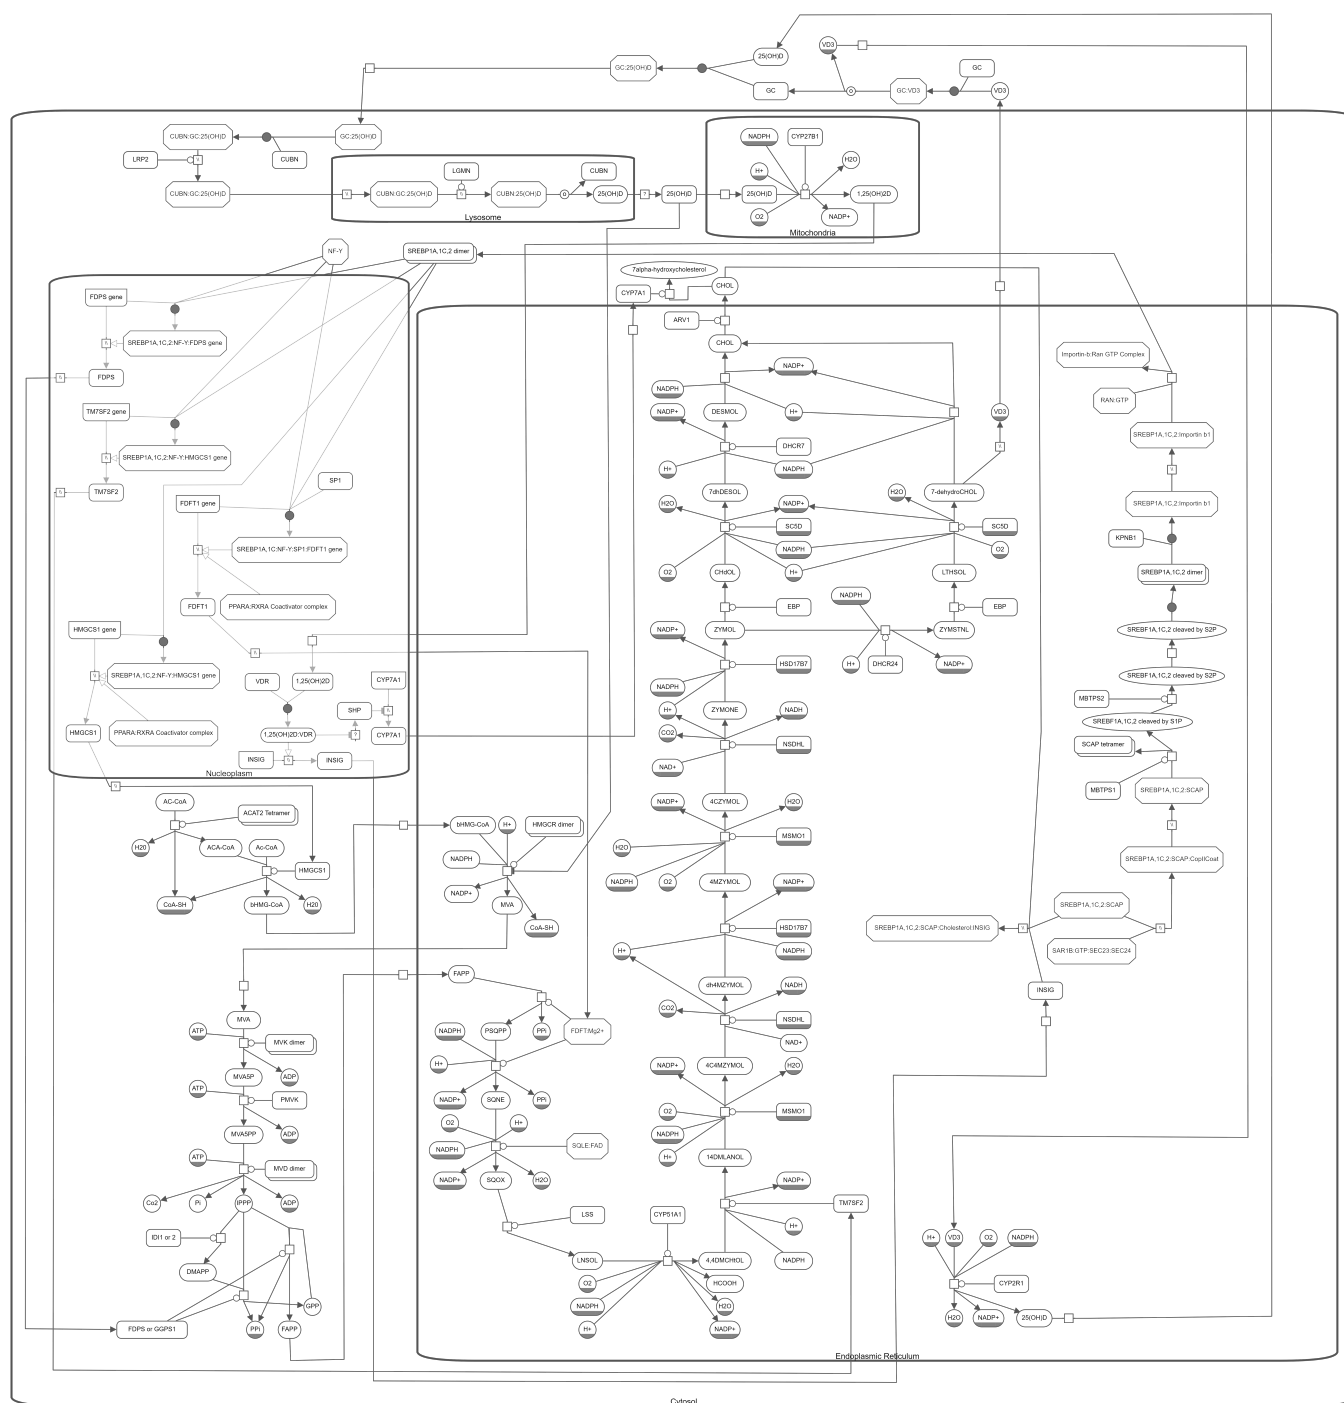 VD3
25(OH)D
GC:25(OH)D
GC
GC
GC:VD3
VD3
CUBN:GC:25(OH)D
GC:25(OH)D
LRP2
CUBN
CUBN:GC:25(OH)D
LGMN
CUBN
CUBN:GC:25(OH)D
CUBN:25(OH)D
25(OH)D
25(OH)D
Lysosome
NADPH
CYP27B1
H2O
H+
25(OH)D
1,25(OH)2D
O2
NADP+
Mitochondria
NF-Y
SREBP1A,1C,2 dimer
FDPS gene
SREBP1A,1C,2:NF-Y:FDPS gene
FDPS
TM7SF2 gene
SREBP1A,1C,2:NF-Y:HMGCS1 gene
TM7SF2
SP1
FDFT1 gene
SREBP1A,1C:NF-Y:SP1:FDFT1 gene
FDFT1
PPARA:RXRA Coactivator complex
HMGCS1 gene
SREBP1A,1C,2:NF-Y:HMGCS1 gene
VDR
1,25(OH)2D
CYP7A1
SHP
HMGCS1
PPARA:RXRA Coactivator complex
1,25(OH)2D:VDR
CYP7A1
INSIG
INSIG
Nucleoplasm
7alpha-hydroxycholesterol
CYP7A1
CHOL
ARV1
CHOL
NADP+
NADPH
NADP+
DESMOL
H+
VD3
DHCR7
H+
NADPH
7dhDESOL
H2O
NADP+
H2O
7-dehydroCHOL
SC5D
SC5D
NADPH
O2
O2
CHdOL
H+
LTHSOL
EBP
NADPH
EBP
NADP+
ZYMOL
ZYMSTNL
HSD17B7
H+
DHCR24
NADP+
NADPH
H+
ZYMONE
NADH
CO2
NSDHL
NAD+
NADP+
4CZYMOL
H2O
MSMO1
H2O
NADPH
O2
4MZYMOL
NADP+
HSD17B7
H+
NADPH
dh4MZYMOL
NADH
CO2
NSDHL
NAD+
NADP+
4C4MZYMOL
H2O
O2
MSMO1
NADPH
H+
14DMLANOL
NADP+
TM7SF2
CYP51A1
H+
LNSOL
4,4DMCHtOL
NADPH
O2
HCOOH
NADPH
H2O
H+
NADP+
Importin-b:Ran GTP Complex
RAN:GTP
SREBP1A,1C,2:Importin b1
SREBP1A,1C,2:Importin b1
KPNB1
SREBP1A,1C,2 dimer
SREBF1A,1C,2 cleaved by S2P
SREBF1A,1C,2 cleaved by S2P
MBTPS2
SREBF1A,1C,2 cleaved by S1P
SCAP tetramer
MBTPS1
SREBP1A,1C,2:SCAP
SREBP1A,1C,2:SCAP:CopIICoat
SREBP1A,1C,2:SCAP
SREBP1A,1C,2:SCAP:Cholesterol:INSIG
SAR1B:GTP:SEC23:SEC24
INSIG
AC-CoA
ACAT2 Tetramer
H20
ACA-CoA
Ac-CoA
HMGCS1
CoA-SH
bHMG-CoA
H20
bHMG-CoA
H+
HMGCR dimer
NADPH
NADP+
MVA
CoA-SH
FAPP
NADPH
PSQPP
PPi
FDFT:Mg2+
H+
NADP+
SQNE
PPi
O2
H+
NADPH
SQLE:FAD
NADP+
SQOX
H2O
LSS
MVA
ATP
MVK dimer
MVA5P
ADP
ATP
PMVK
MVA5PP
ADP
ATP
MVD dimer
Co2
Pi
IPPP
ADP
IDI1 or 2
DMAPP
GPP
FDPS or GGPS1
PPi
FAPP
H+
VD3
O2
NADPH
CYP2R1
H2O
NADP+
25(OH)D
Endoplasmic Reticulum
Cytosol